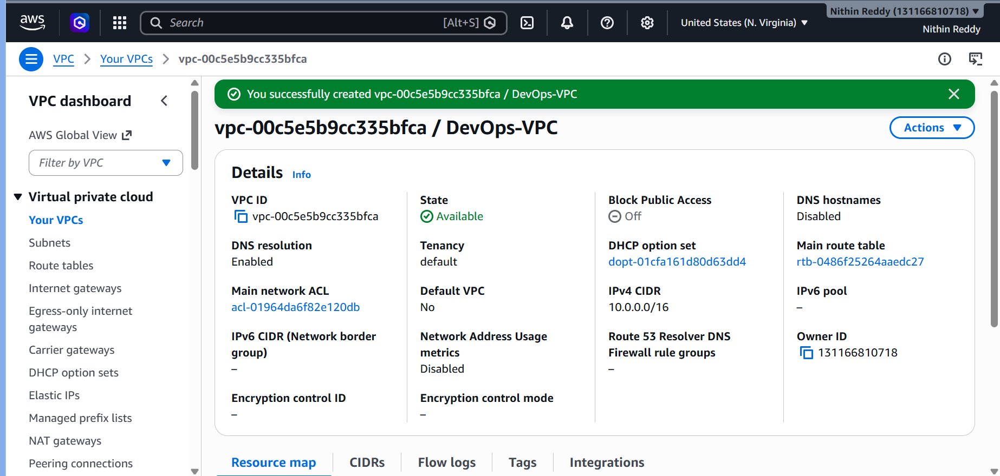 aws
Search [Alt+S]
United States (N. Virginia)
Nithin Reddy (131166810718)
Nithin Reddy
VPC
Your VPCs
vpc-00c5e5b9cc335bfca
VPC dashboard
AWS Global View
Filter by VPC
Virtual private cloud
Your VPCs
Subnets
Route tables
Internet gateways
Egress-only internet
gateways
Carrier gateways
DHCP option sets
Elastic IPs
Managed prefix lists
NAT gateways
Peering connections
You successfully created vpc-00c5e5b9cc335bfca / DevOps-VPC
vpc-00c5e5b9cc335bfca / DevOps-VPC
Actions
Details Info
VPC ID
vpc-00c5e5b9cc335bfca
State
Available
Block Public Access
Off
DNS hostnames
Disabled
DNS resolution
Enabled
Tenancy
default
DHCP option set
dopt-01cfa161d80d63dd4
Main route table
rtb-0486f25264aaedc27
Main network ACL
acl-01964da6f82e120db
Default VPC
No
IPv4 CIDR
10.0.0.0/16
IPv6 pool
–
IPv6 CIDR (Network border
group)
–
Network Address Usage
metrics
Disabled
Route 53 Resolver DNS
Firewall rule groups
–
Owner ID
131166810718
Encryption control ID
–
Encryption control mode
–
Resource map
CIDRs
Flow logs
Tags
Integrations